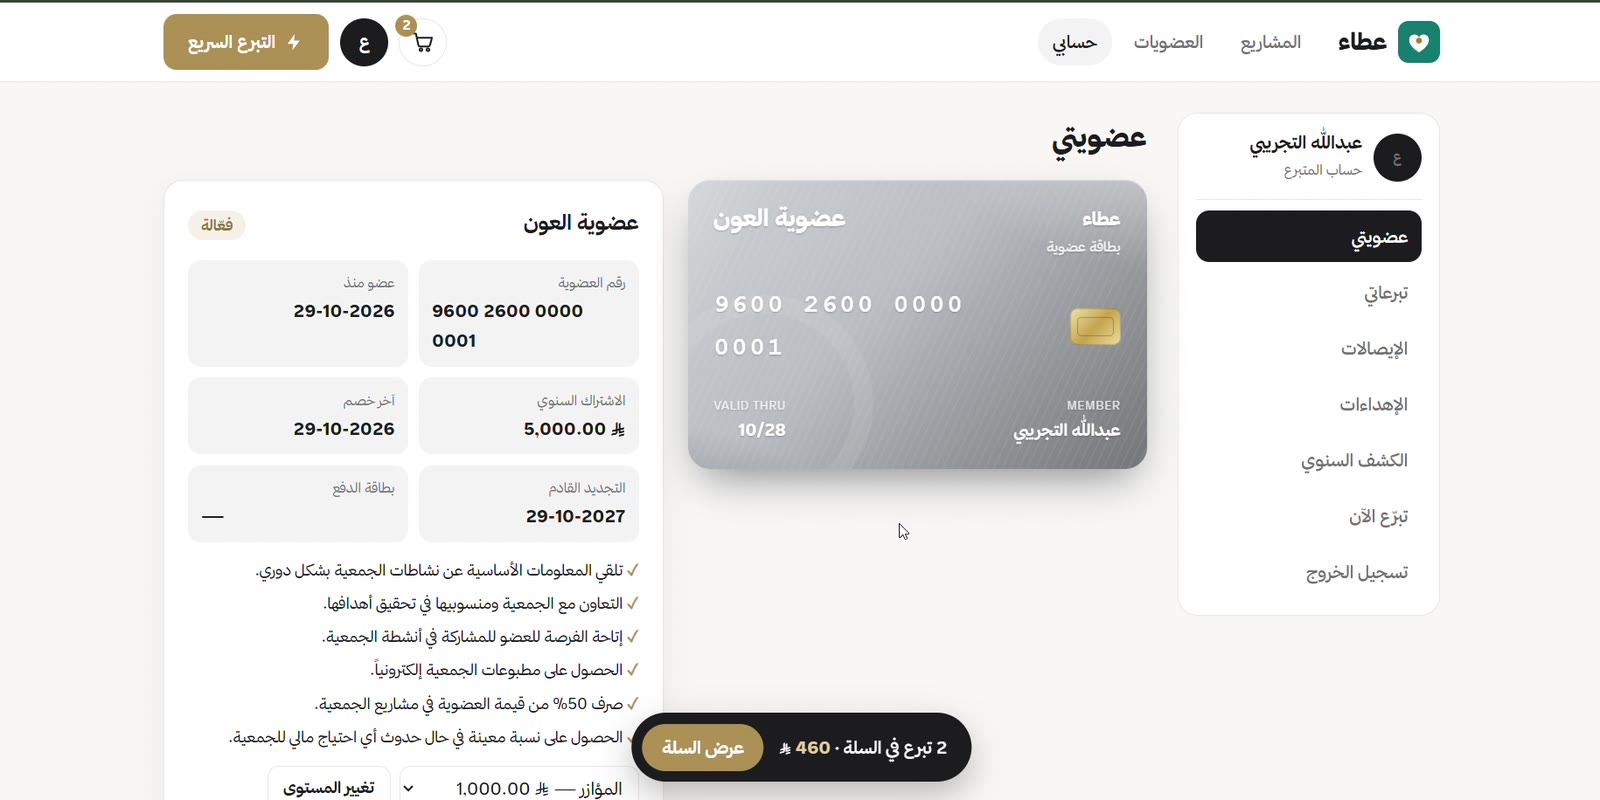 عطاء
المشاريع
العضويات
حسابي
2
ع
التبرع السريع
ع
عبدالله التجريبي
حساب المتبرع
عضويتي
تبرعاتي
الإيصالات
الإهداءات
الكشف السنوي
تبرّع الآن
تسجيل الخروج
عضويتي
عطاء
بطاقة عضوية
عضوية العون
9600 2600 0000
0001
MEMBER
عبدالله التجريبي
VALID THRU
10/28
عضوية العون
فعّالة
رقم العضوية
9600 2600 0000
0001
عضو منذ
29-10-2026
الاشتراك السنوي
5,000.00
آخر خصم
29-10-2026
التجديد القادم
29-10-2027
بطاقة الدفع
—
✓ تلقي المعلومات الأساسية عن نشاطات الجمعية بشكل دوري.
✓ التعاون مع الجمعية ومنسوبيها في تحقيق أهدافها.
✓ إتاحة الفرصة للعضو للمشاركة في أنشطة الجمعية.
✓ الحصول على مطبوعات الجمعية إلكترونياً.
✓ صرف 50% من قيمة العضوية في مشاريع الجمعية.
الحصول على نسبة معينة في حال حدوث أي احتياج مالي للجمعية.
المؤازر — 1,000.00
تغيير المستوى
2 تبرع في السلة · 460
عرض السلة